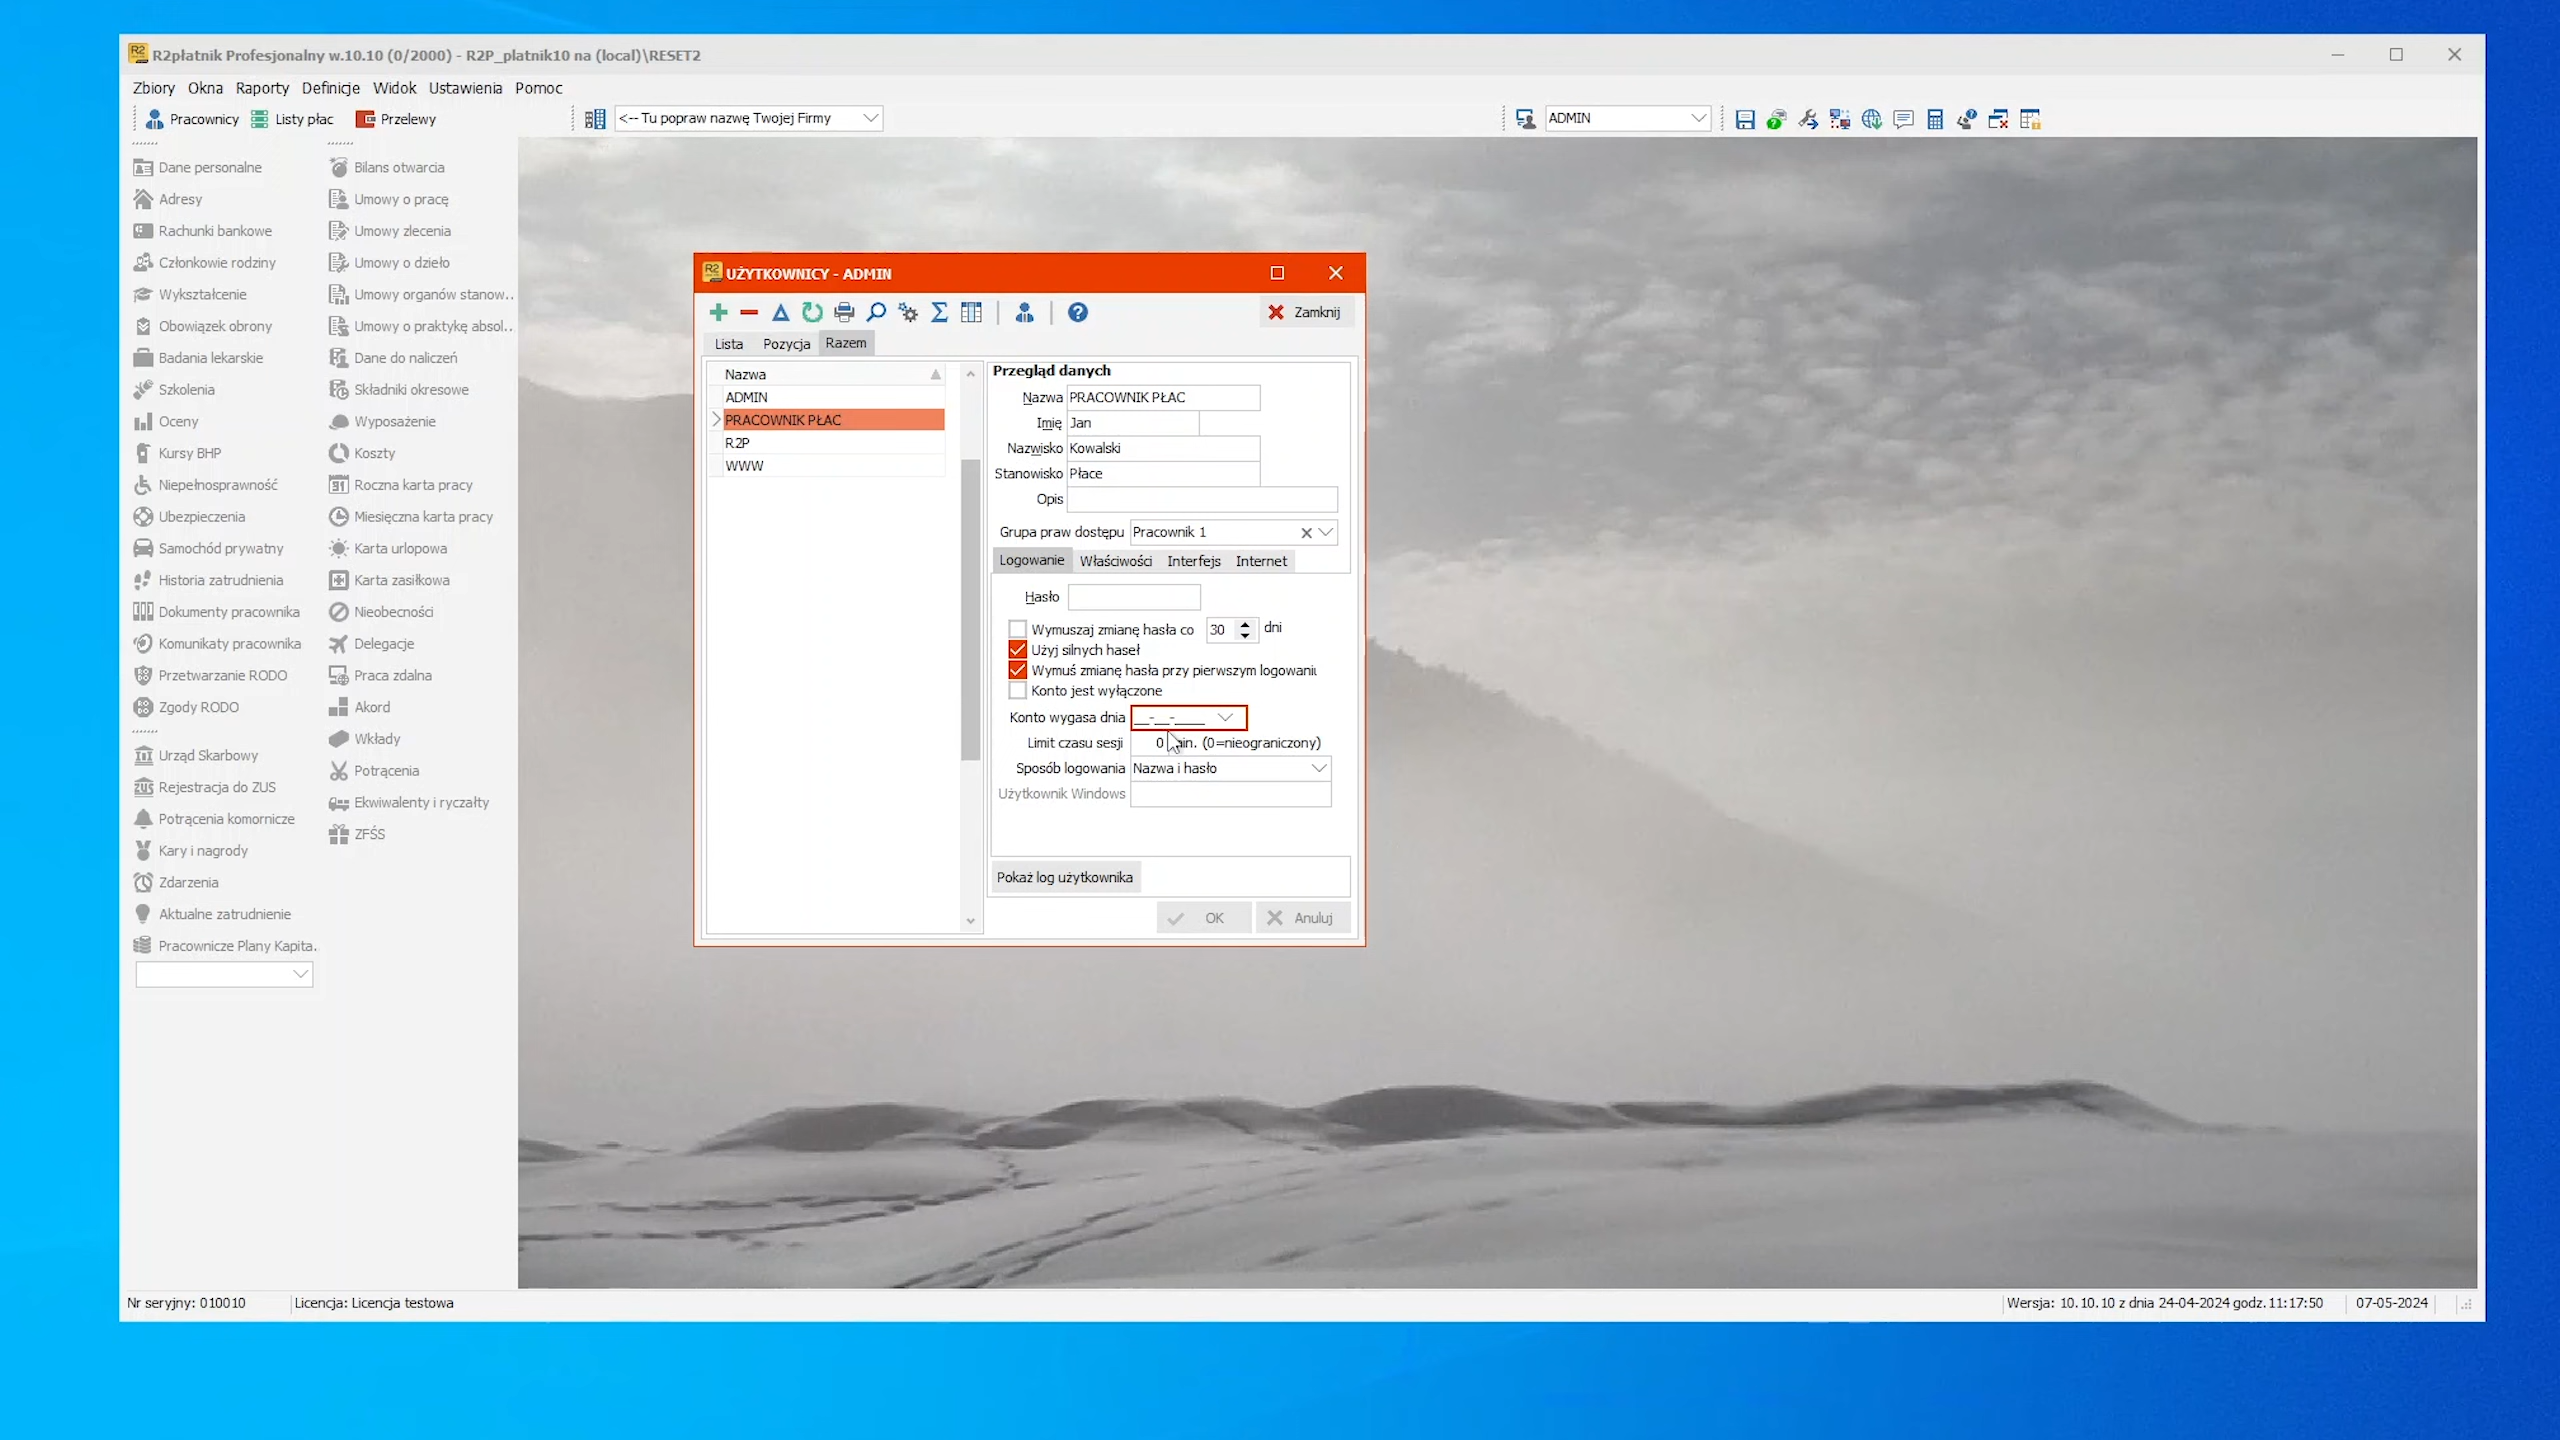 R2płatnik Profesjonalny w.10.10 (0/2000) - R2P_platnik10 na (local)\RESET2
Zbiory Okna Raporty Definicje Widok Ustawienia Pomoc
Pracownicy Listy płac Przelewy <-- Tu popraw nazwę Twojej Firmy ADMIN
Dane personalne
Adresy
Rachunki bankowe
Członkowie rodziny
Wykształcenie
Obowiązek obrony
Badania lekarskie
Szkolenia
Oceny
Kursy BHP
Niepełnosprawność
Ubezpieczenia
Samochód prywatny
Historia zatrudnienia
Dokumenty pracownika
Komunikaty pracownika
Przetwarzanie RODO
Zgody RODO
Urząd Skarbowy
Rejestracja do ZUS
Potrącenia komornicze
Kary i nagrody
Zdarzenia
Aktualne zatrudnienie
Pracownicze Plany Kapita.
Bilans otwarcia
Umowy o pracę
Umowy zlecenia
Umowy o dzieło
Umowy organów stanow..
Umowy o praktykę absol..
Dane do naliczeń
Składniki okresowe
Wyposażenie
Koszty
Roczna karta pracy
Miesięczna karta pracy
Karta urlopowa
Karta zasiłkowa
Nieobecności
Delegacje
Praca zdalna
Akord
Wkłady
Potrącenia
Ekwiwalenty i ryczałty
ZFŚS
UŻYTKOWNICY - ADMIN
Zamknij
Lista Pozycja Razem
Nazwa
ADMIN
PRACOWNIK PŁAC
R2P
WWW
Przegląd danych
Nazwa PRACOWNIK PŁAC
Imię Jan
Nazwisko Kowalski
Stanowisko Płace
Opis
Grupa praw dostępu Pracownik 1
Logowanie Właściwości Interfejs Internet
Hasło
Wymuszaj zmianę hasła co 30 dni
Użyj silnych haseł
Wymuś zmianę hasła przy pierwszym logowaniu
Konto jest wyłączone
Konto wygasa dnia __-__-____
Limit czasu sesji 0 min. (0=nieograniczony)
Sposób logowania Nazwa i hasło
Użytkownik Windows
Pokaż log użytkownika
OK Anuluj
Nr seryjny: 010010 Licencja: Licencja testowa Wersja: 10.10.10 z dnia 24-04-2024 godz.11:17:50 07-05-2024